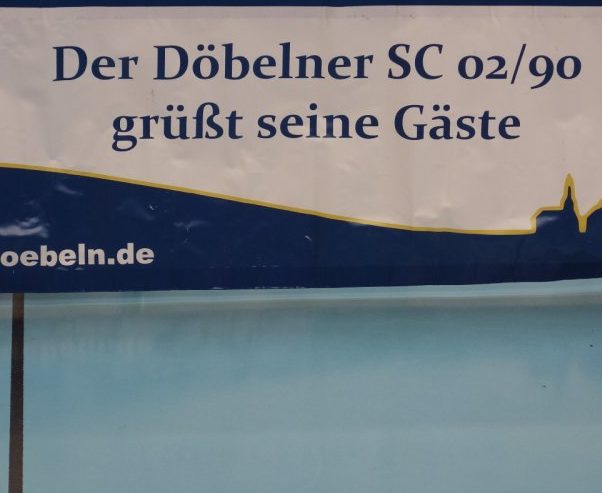 Der Döbelner SC 02/90
grüßt seine Gäste
oebeln.de